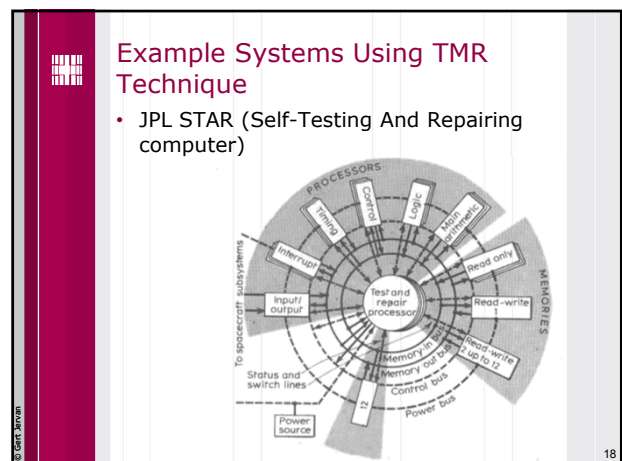 Example Systems Using TMR
Technique
• JPL STAR (Self-Testing And Repairing
computer)
PROCESSORS
Control
Logic
Timing
Main
arithmetic
Interrupt
Read only
To spacecraft subsystems
Input/
output
Test and
repair
processor
Read-write
MEMORIES
Read-write
2 up to 12
Memory-in bus
Memory out bus
Control bus
Power bus
Status and
switch lines
12
Power
source
© Gert Jervan
18